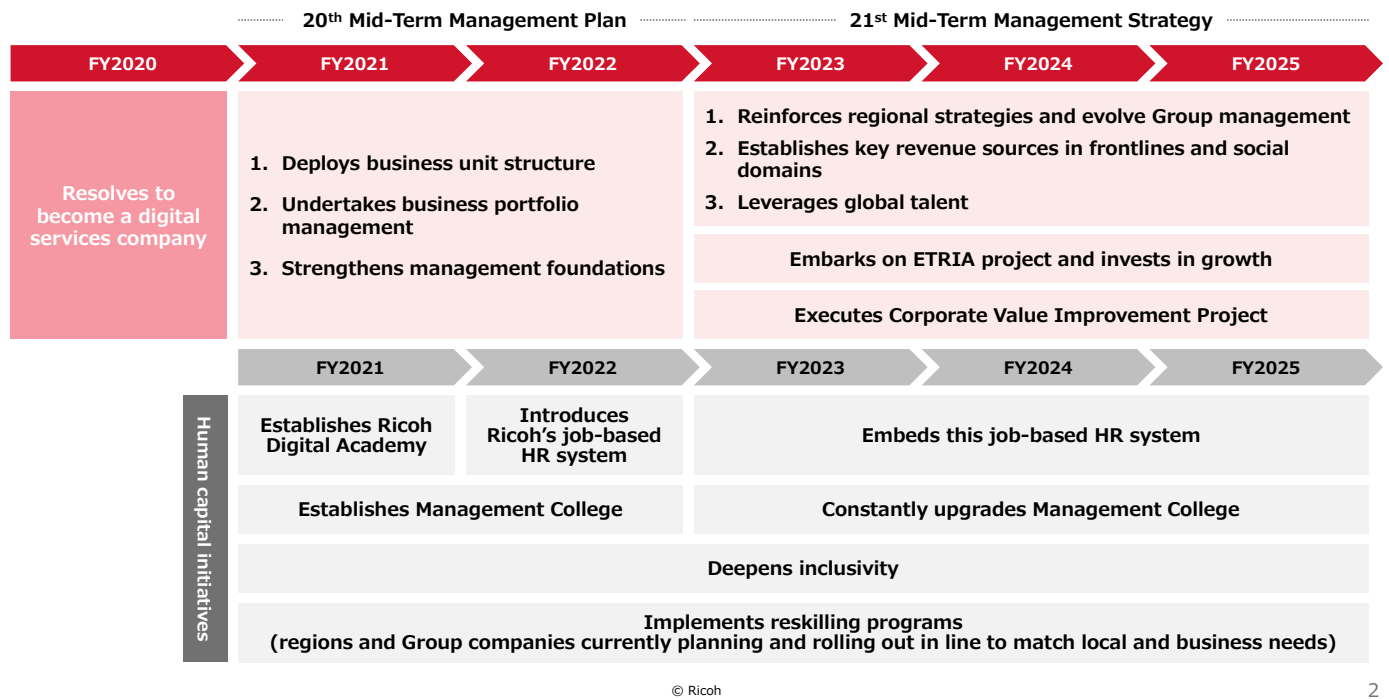 20th Mid-Term Management Plan
21st Mid-Term Management Strategy
FY2020
FY2021
FY2022
FY2023
FY2024
FY2025
Resolves to
become a digital
services company
1. Deploys business unit structure
2. Undertakes business portfolio
management
3. Strengthens management foundations
1. Reinforces regional strategies and evolve Group management
2. Establishes key revenue sources in frontlines and social
domains
3. Leverages global talent
Embarks on ETRIA project and invests in growth
Executes Corporate Value Improvement Project
FY2021
FY2022
FY2023
FY2024
FY2025
Human capital initiatives
Establishes Ricoh
Digital Academy
Introduces
Ricoh’s job-based
HR system
Embeds this job-based HR system
Establishes Management College
Constantly upgrades Management College
Deepens inclusivity
Implements reskilling programs
(regions and Group companies currently planning and rolling out in line to match local and business needs)
© Ricoh
2